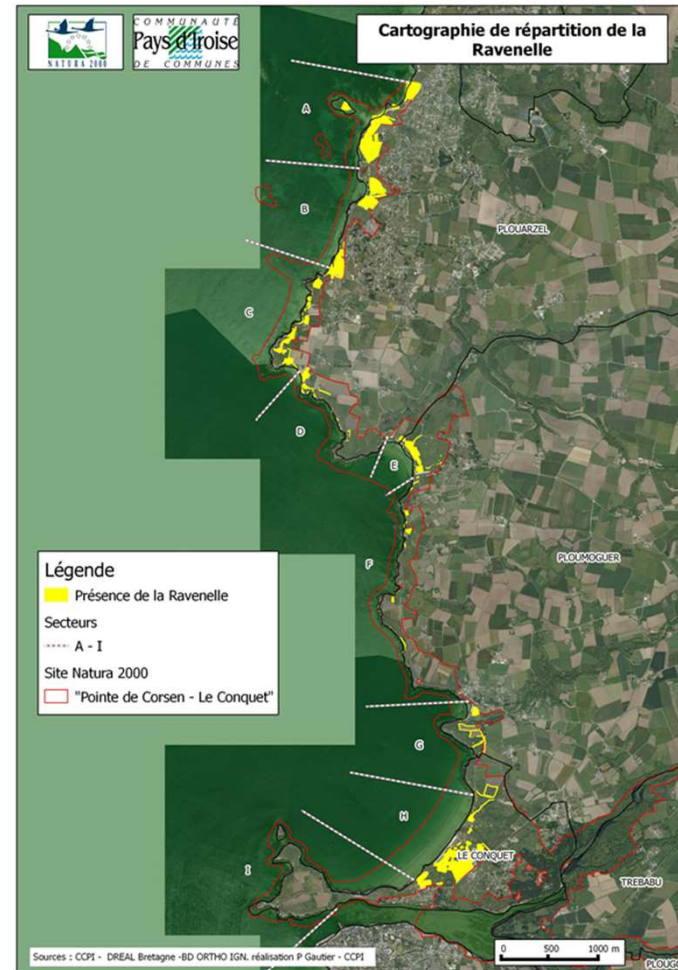 NATURA 2000
COMMUNAUTÉ
Pays d'Iroise
DE COMMUNES
Cartographie de répartition de la
Ravenelle
A
B
PLOUARZEL
C
D
E
F
PLOUMOGUER
Légende
Présence de la Ravenelle
Secteurs
A - I
Site Natura 2000
"Pointe de Corsen - Le Conquet"
G
H
LE CONQUET
I
TREBABU
Sources : CCPI - DREAL Bretagne -BD ORTHO IGN. réalisation P Gautier - CCPI
0 500 1000 m
PLOUGO